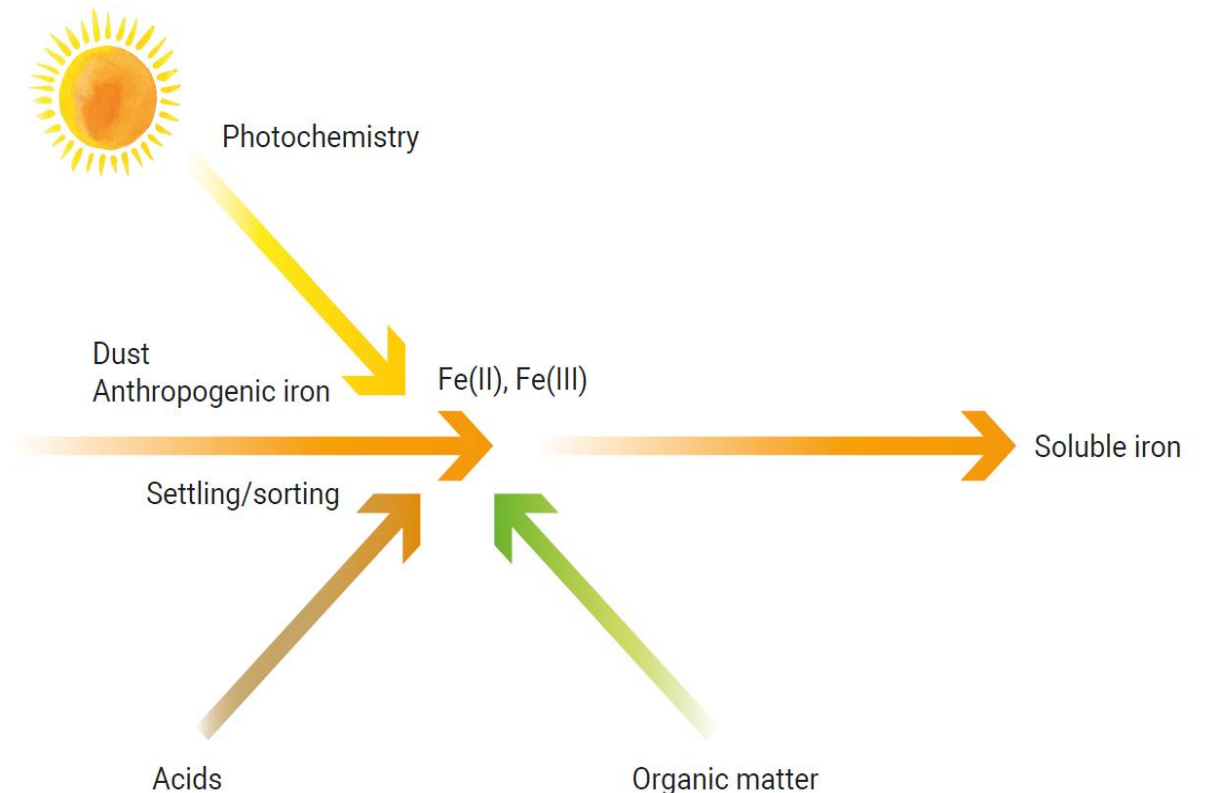 Photochemistry
Dust
Anthropogenic iron
Fe(II), Fe(III)
Soluble iron
Settling/sorting
Acids
Organic matter